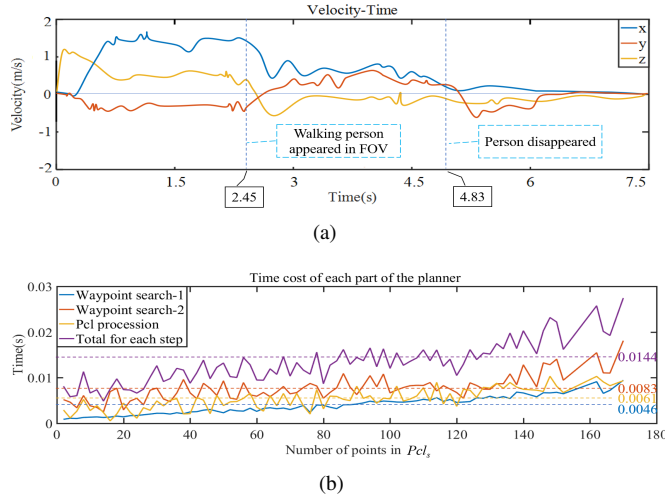 Velocity-Time
Velocity(m/s)
2
1
0
-1
-2
x
y
z
Walking person
appeared in FOV
Person disappeared
0
1.5
3
4.5
6
7.5
2.45
Time(s)
4.83
(a)
Time cost of each part of the planner
Time(s)
0.03
0.02
0.01
0
Waypoint search-1
Waypoint search-2
Pcl procession
Total for each step
0.0144
0.0083
0.0061
0.0046
0 20 40 60 80 100 120 140 160 180
Number of points in Pcl_s
(b)